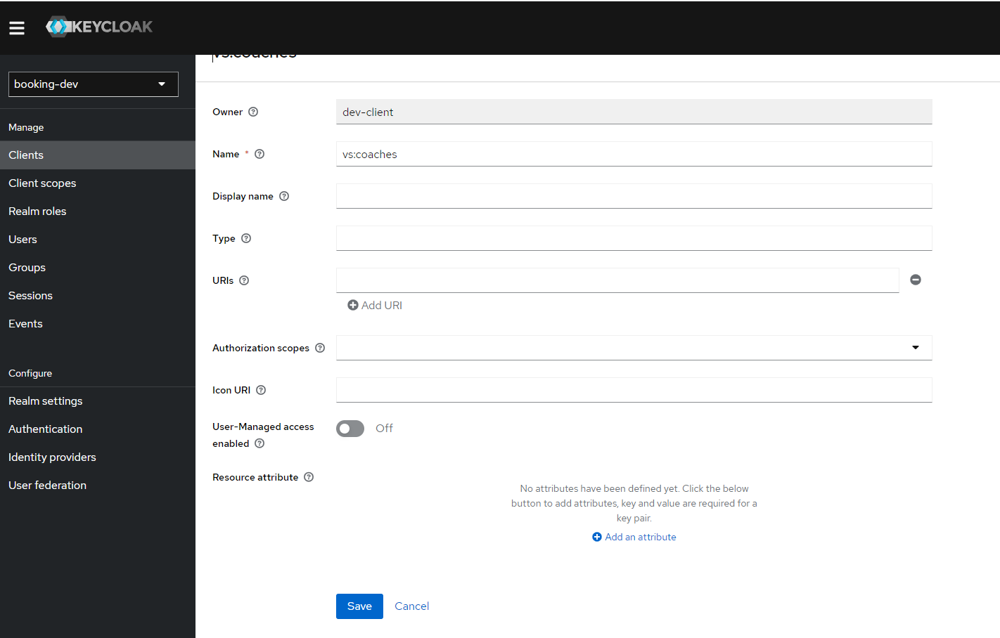 KEYCLOAK
vs:coaches
booking-dev
Manage
Clients
Client scopes
Realm roles
Users
Groups
Sessions
Events
Configure
Realm settings
Authentication
Identity providers
User federation
Owner
dev-client
Name *
vs:coaches
Display name
Type
URIs
Add URI
Authorization scopes
Icon URI
User-Managed access
enabled
Off
Resource attribute
No attributes have been defined yet. Click the below
button to add attributes, key and value are required for a
key pair.
Add an attribute
Save
Cancel